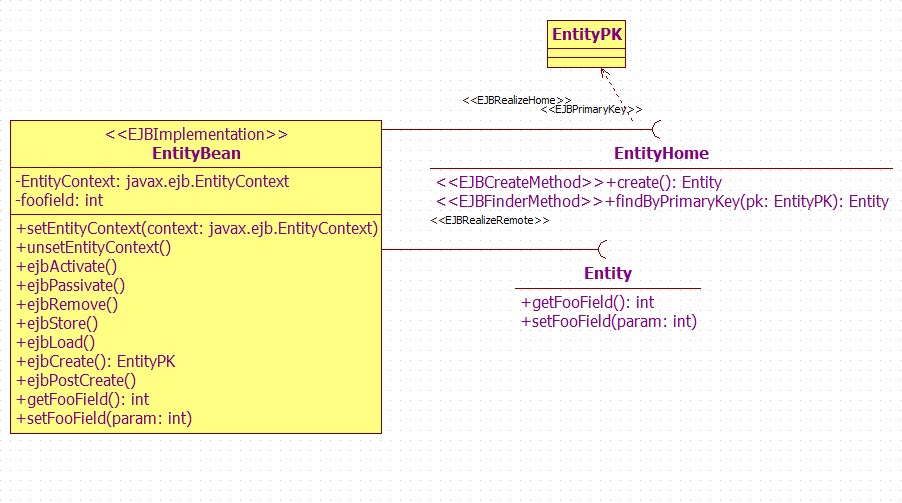 EntityPK
<<EJBRealizeHome>>
<<EJBPrimaryKey>>
<<EJBImplementation>>
EntityBean
-EntityContext: javax.ejb.EntityContext
-foofield: int
+setEntityContext(context: javax.ejb.EntityContext)
+unsetEntityContext()
+ejbActivate()
+ejbPassivate()
+ejbRemove()
+ejbStore()
+ejbLoad()
+ejbCreate(): EntityPK
+ejbPostCreate()
+getFooField(): int
+setFooField(param: int)
EntityHome
<<EJBCreateMethod>>+create(): Entity
<<EJBFinderMethod>>+findByPrimaryKey(pk: EntityPK): Entity
<<EJBRealizeRemote>>
Entity
+getFooField(): int
+setFooField(param: int)